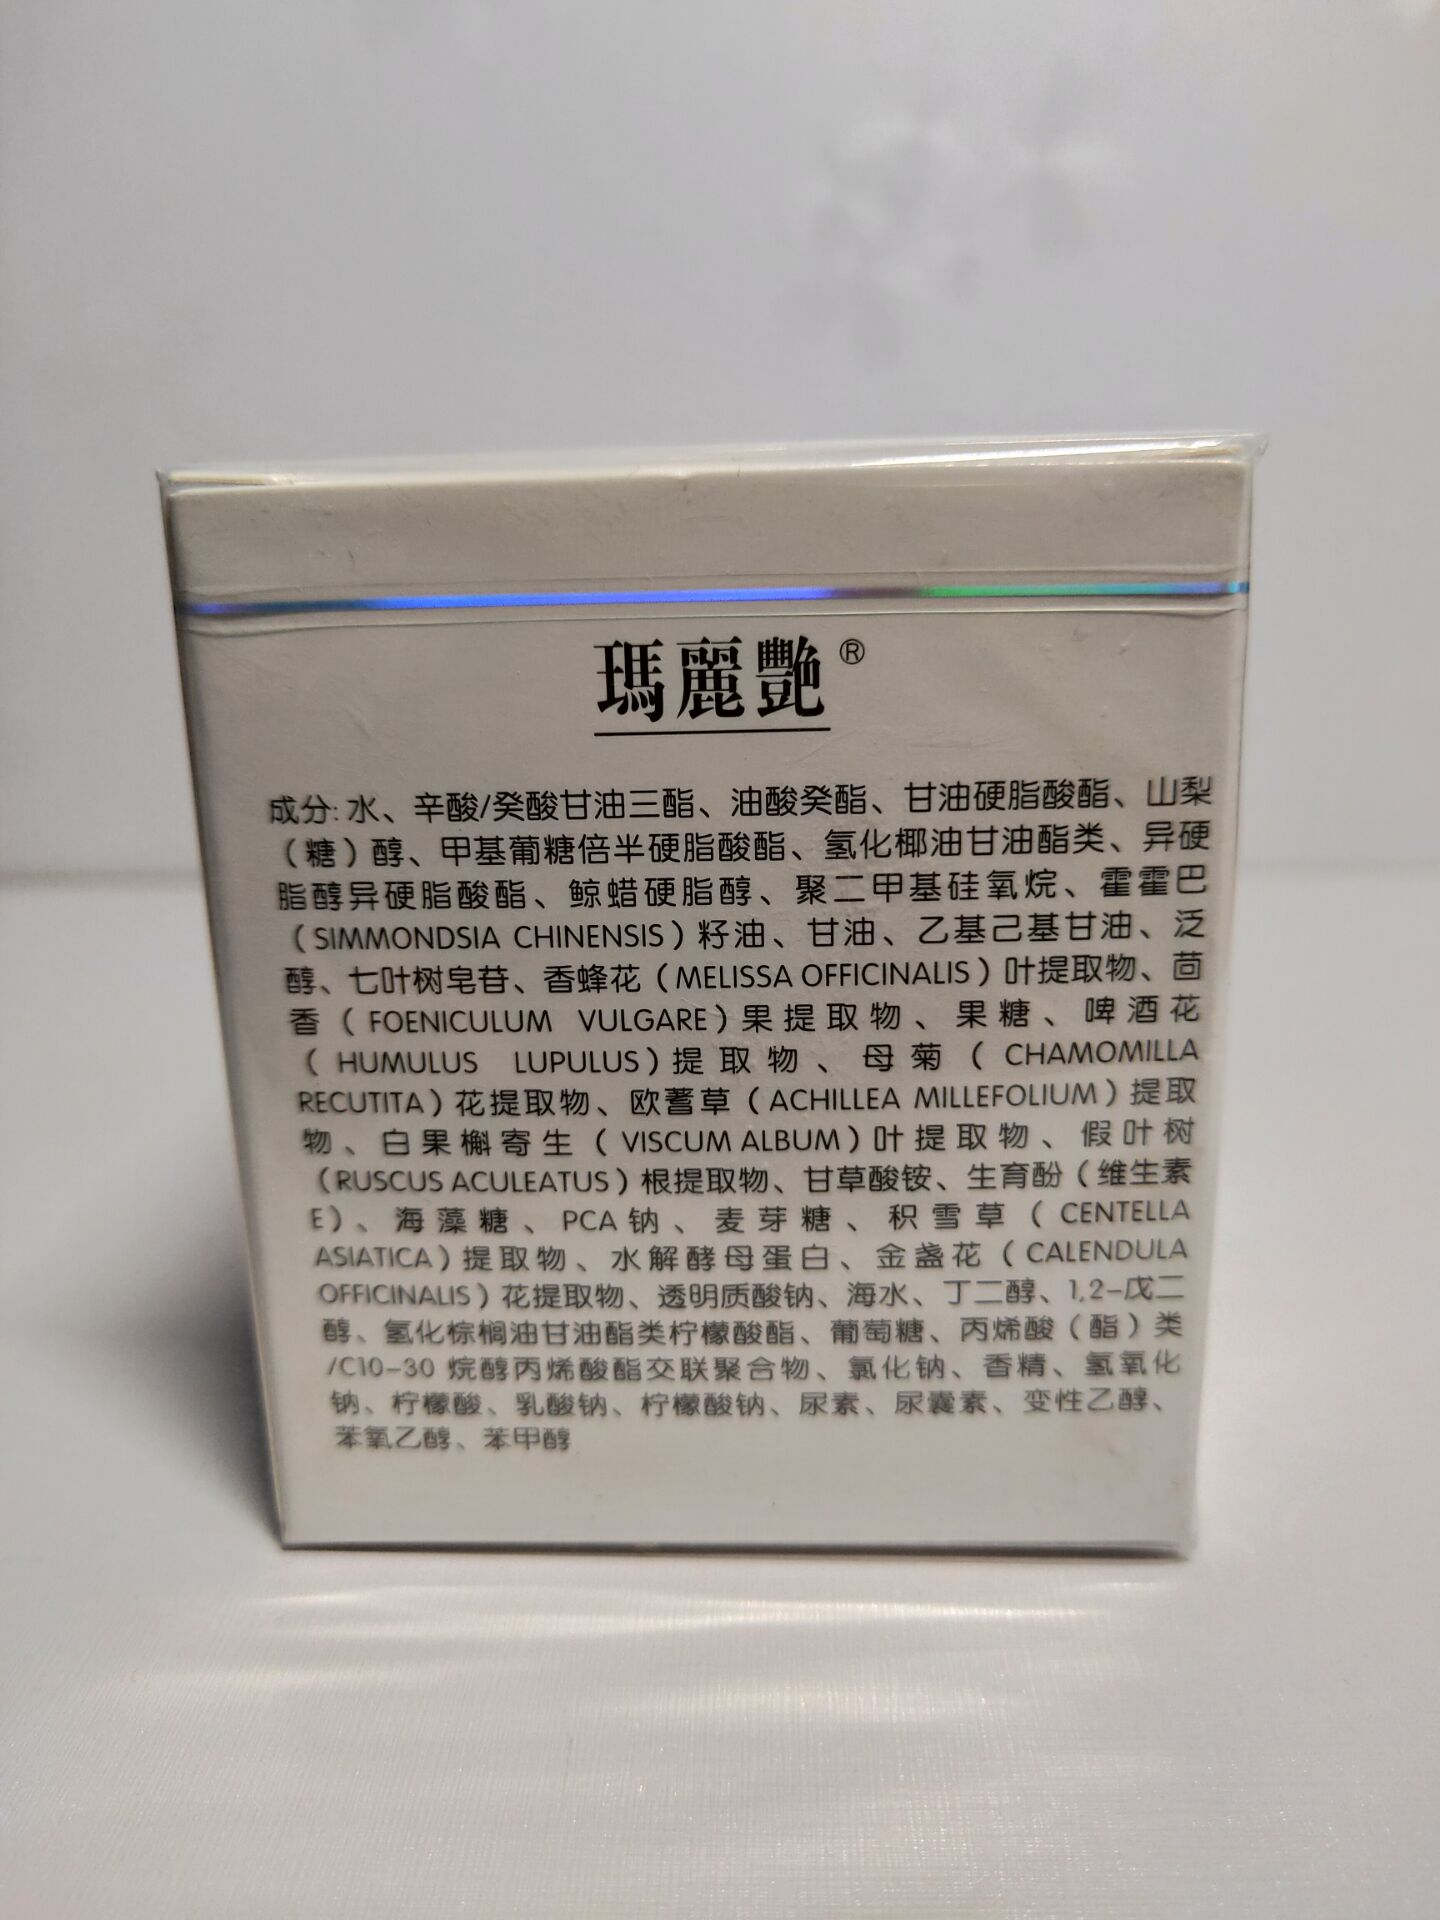 瑪麗艷®
成分:水、辛酸/癸酸甘油三酯、油酸癸酯、甘油硬脂酸酯、山梨
（糖）醇、甲基葡糖倍半硬脂酸酯、氢化椰油甘油酯类、异硬
脂醇异硬脂酸酯、鲸蜡硬脂醇、聚二甲基硅氧烷、霍霍巴
（SIMMONDSIA CHINENSIS）籽油、甘油、乙基己基甘油、泛
醇、七叶树皂苷、香蜂花（MELISSA OFFICINALIS）叶提取物、茴
香（FOENICULUM VULGARE）果提取物、果糖、啤酒花
（HUMULUS LUPULUS）提取物、母菊（CHAMOMILLA
RECUTITA）花提取物、欧蓍草（ACHILLEA MILLEFOLIUM）提取
物、白果槲寄生（VISCUM ALBUM）叶提取物、假叶树
（RUSCUS ACULEATUS）根提取物、甘草酸铵、生育酚（维生素
E）、海藻糖、PCA钠、麦芽糖、积雪草（CENTELLA
ASIATICA）提取物、水解酵母蛋白、金盏花（CALENDULA
OFFICINALIS）花提取物、透明质酸钠、海水、丁二醇、1,2-戊二
醇、氢化棕榈油甘油酯类柠檬酸酯、葡萄糖、丙烯酸（酯）类
/C10-30 烷醇丙烯酸酯交联聚合物、氯化钠、香精、氢氧化
钠、柠檬酸、乳酸钠、柠檬酸钠、尿素、尿囊素、变性乙醇、
苯氧乙醇、苯甲醇